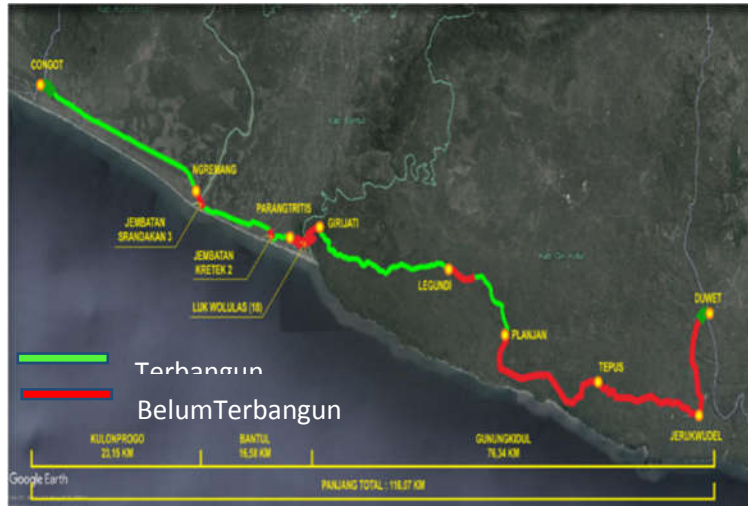 CONGOT
NGREMANG
JEMBATAN
SRANDAKAN 3
PARANGTRITIS
GIRIJATI
JEMBATAN
KRETEK 2
LUK WOLULAS (18)
LEGUNDI
DUWET
PLANJAN
TEPUS
JERUKWUDEL
Terbangun
BelumTerbangun
KULONPROGO
23,15 KM
BANTUL
16,58 KM
GUNUNGKIDUL
76,34 KM
PANJANG TOTAL : 116,07 KM
Google Earth